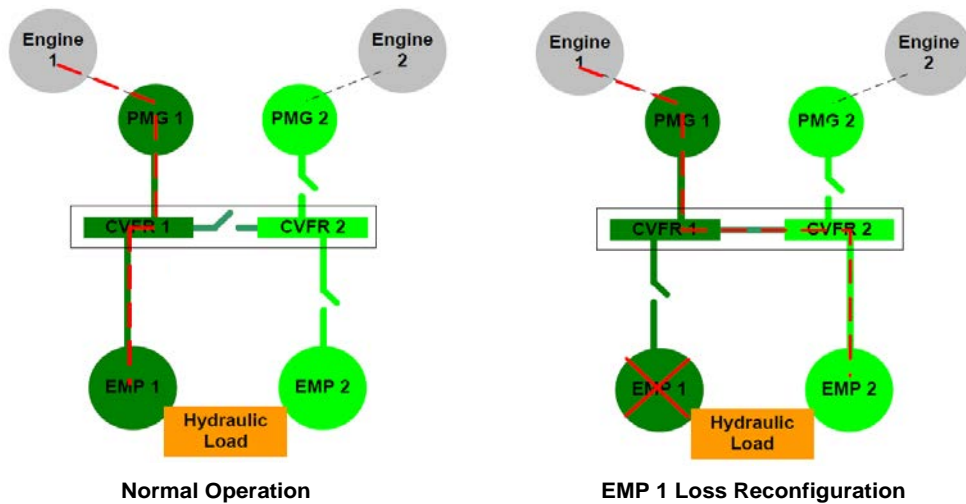 Engine
1
Engine
2
PMG 1
PMG 2
CVFR 1
CVFR 2
EMP 1
EMP 2
Hydraulic
Load
Normal Operation
Engine
1
Engine
2
PMG 1
PMG 2
CVFR 1
CVFR 2
EMP 1
EMP 2
Hydraulic
Load
EMP 1 Loss Reconfiguration